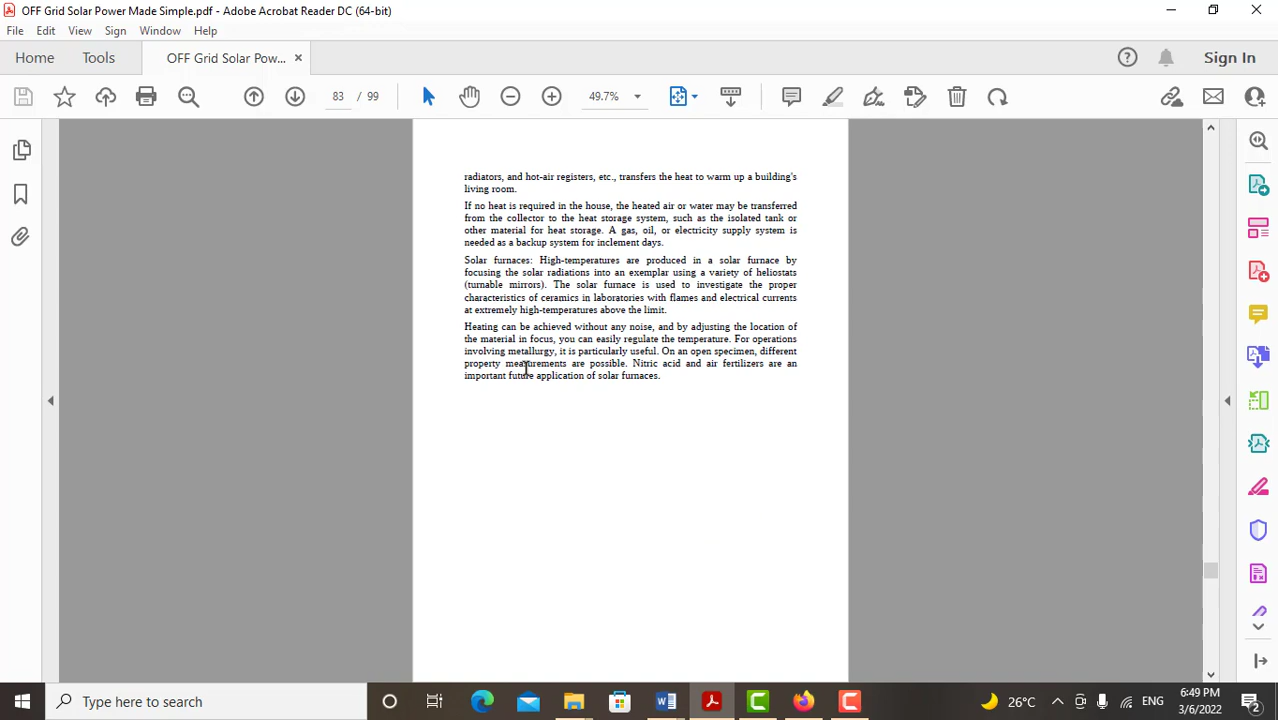 OFF Grid Solar Power Made Simple.pdf - Adobe Acrobat Reader DC (64-bit)
File Edit View Sign Window Help
Home Tools OFF Grid Solar Pow... Sign In
83 / 99 49.7%
radiators, and hot-air registers, etc., transfers the heat to warm up a building's
living room.
If no heat is required in the house, the heated air or water may be transferred
from the collector to the heat storage system, such as the isolated tank or
other material for heat storage. A gas, oil, or electricity supply system is
needed as a backup system for inclement days.
Solar furnaces: High-temperatures are produced in a solar furnace by
focusing the solar radiations into an exemplar using a variety of heliostats
(turnable mirrors). The solar furnace is used to investigate the proper
characteristics of ceramics in laboratories with flames and electrical currents
at extremely high-temperatures above the limit.
Heating can be achieved without any noise, and by adjusting the location of
the material in focus, you can easily regulate the temperature. For operations
involving metallurgy, it is particularly useful. On an open specimen, different
property measurements are possible. Nitric acid and air fertilizers are an
important future application of solar furnaces.
Type here to search
26°C ENG
6:49 PM
3/6/2022
2